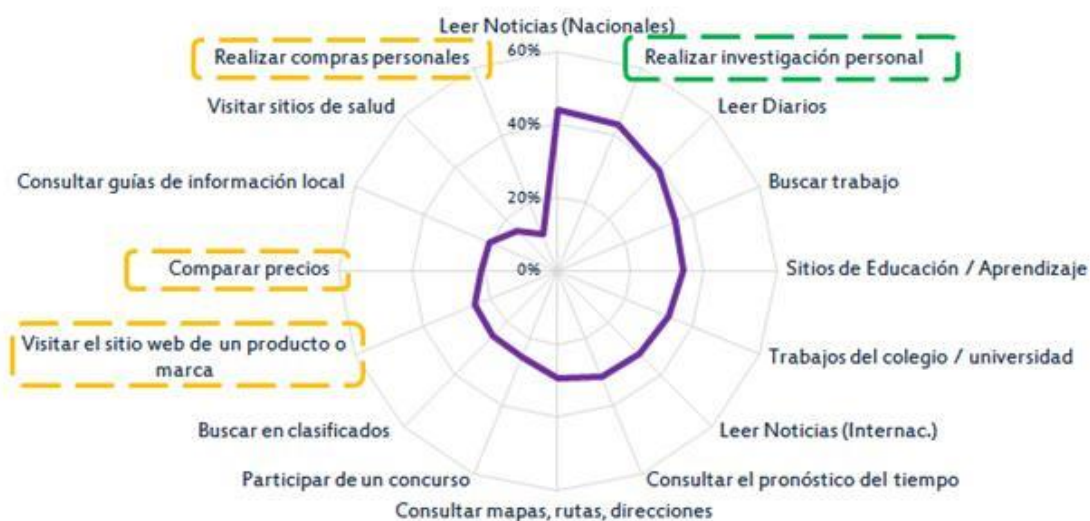 Leer Noticias (Nacionales)
60%
Realizar compras personales
Realizar investigación personal
Visitar sitios de salud
Leer Diarios
40%
Consultar guías de información local
Buscar trabajo
20%
Comparar precios
0%
Sitios de Educación / Aprendizaje
Visitar el sitio web de un producto o
marca
Trabajos del colegio / universidad
Buscar en clasificados
Leer Noticias (Internac.)
Participar de un concurso
Consultar el pronóstico del tiempo
Consultar mapas, rutas, direcciones